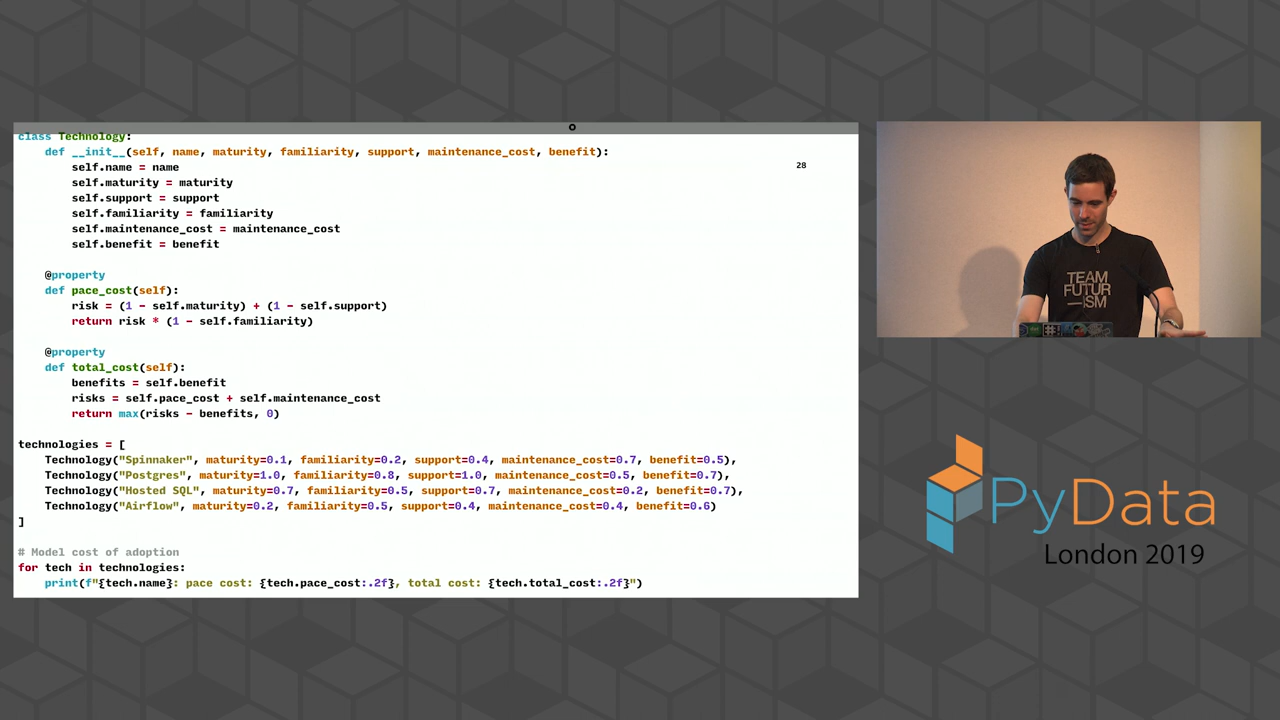 class Technology:
def __init__(self, name, maturity, familiarity, support, maintenance_cost, benefit):
28
self.name = name
self.maturity = maturity
self.support = support
self.familiarity = familiarity
self.maintenance_cost = maintenance_cost
self.benefit = benefit
@property
def pace_cost(self):
risk = (1 - self.maturity) + (1 - self.support)
return risk * (1 - self.familiarity)
@property
def total_cost(self):
benefits = self.benefit
risks = self.pace_cost + self.maintenance_cost
return max(risks - benefits, 0)
technologies = [
Technology("Spinnaker", maturity=0.1, familiarity=0.2, support=0.4, maintenance_cost=0.7, benefit=0.5),
Technology("Postgres", maturity=1.0, familiarity=0.8, support=1.0, maintenance_cost=0.5, benefit=0.7),
Technology("Hosted SQL", maturity=0.7, familiarity=0.5, support=0.7, maintenance_cost=0.2, benefit=0.7),
Technology("Airflow", maturity=0.2, familiarity=0.5, support=0.4, maintenance_cost=0.4, benefit=0.6)
]
# Model cost of adoption
for tech in technologies:
print(f"{tech.name}: pace cost: {tech.pace_cost:.2f}, total cost: {tech.total_cost:.2f}")
TEAM
FUTUR
—ISM
PyData
London 2019